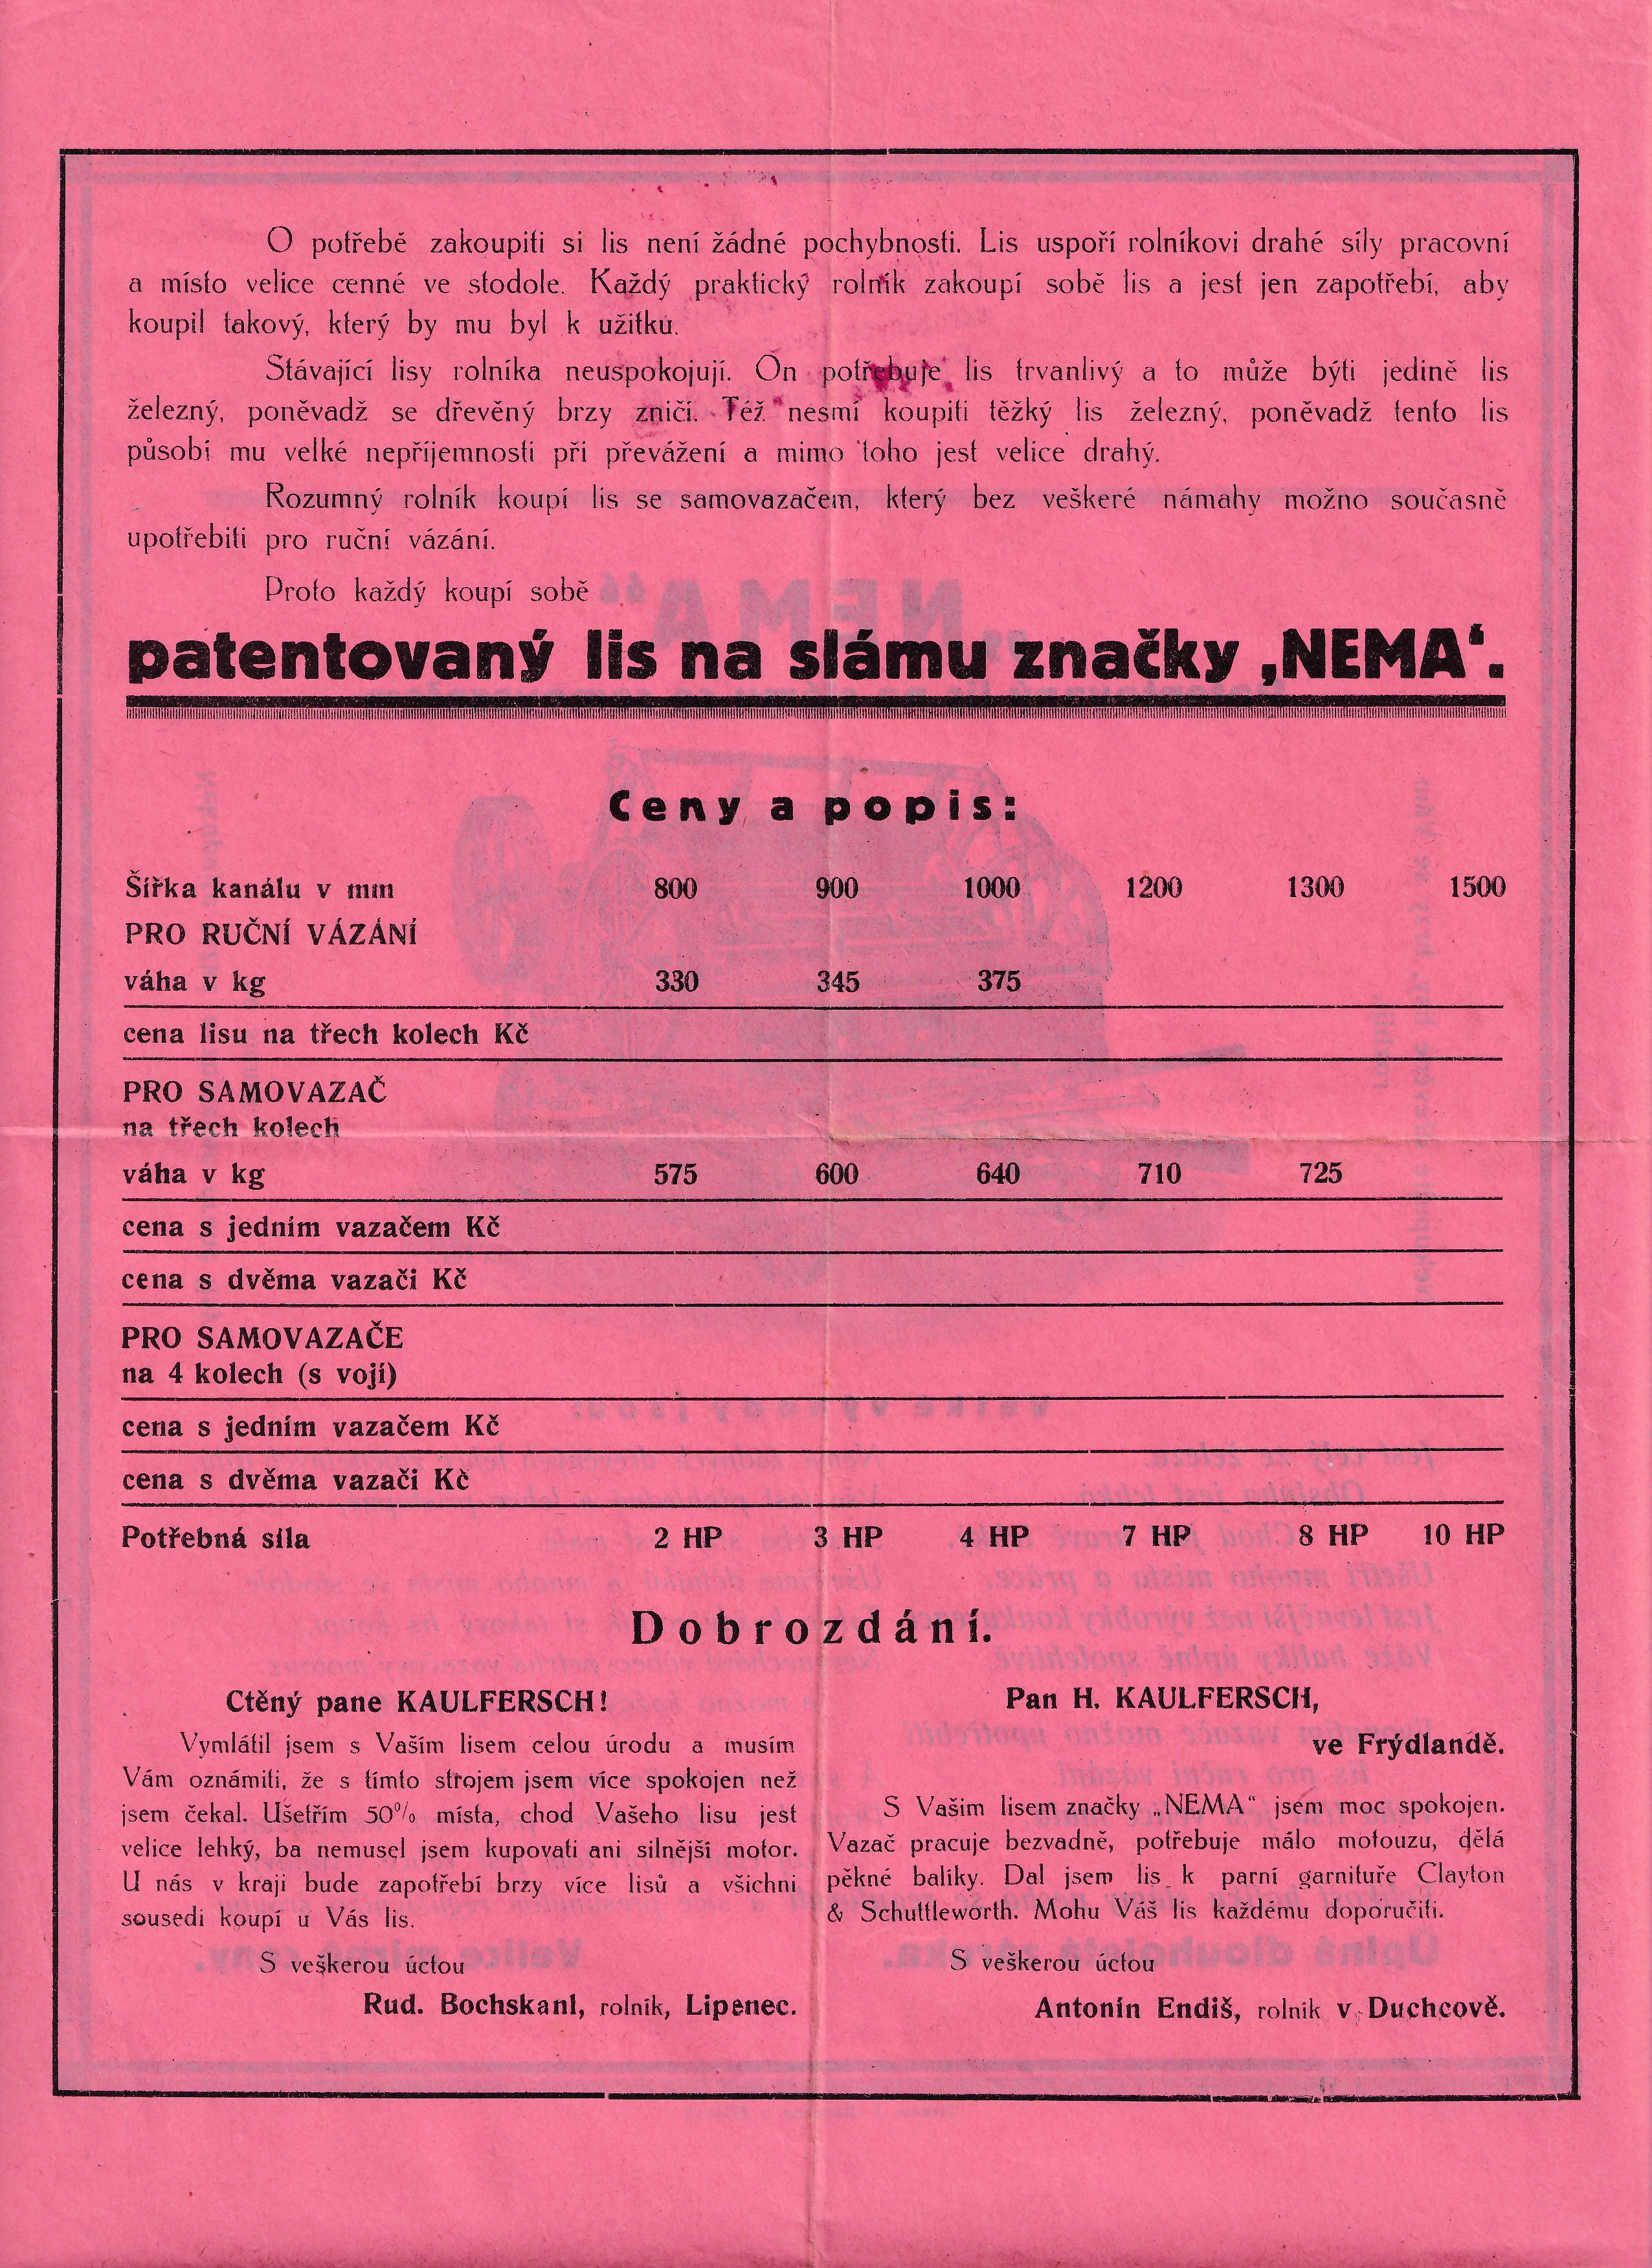 O potřebě zakoupiti si lis není žádné pochybnosti. Lis uspoří rolníkovi drahé síly pracovní
a místo velice cenné ve stodole. Každý praktický rolník zakoupí sobě lis a jest jen zapotřebí, aby
koupil takový, který by mu byl k užitku.
Stávající lisy rolníka neuspokojují. On potřebuje lis trvanlivý a to může býti jedině lis
železný, poněvadž se dřevěný brzy zničí. Též nesmí koupiti těžký lis železný, poněvadž tento lis
působí mu velké nepříjemnosti při převážení a mimo toho jest velice drahý.
Rozumný rolník koupí lis se samovazačem, který bez veškeré námahy možno současně
upotřebiti pro ruční vázání.
Proto každý koupí sobě
patentovaný lis na slámu značky ‚NEMA‘.
Ceny a popis:
Šířka kanálu v mm 800 900 1000 1200 1300 1500
PRO RUČNÍ VÁZÁNÍ
váha v kg 330 345 375
cena lisu na třech kolech Kč
PRO SAMOVAZAČ
na třech kolech
váha v kg 575 600 640 710 725
cena s jedním vazačem Kč
cena s dvěma vazači Kč
PRO SAMOVAZAČE
na 4 kolech (s vojí)
cena s jedním vazačem Kč
cena s dvěma vazači Kč
Potřebná síla 2 HP 3 HP 4 HP 7 HP 8 HP 10 HP
Dobrozdání.
Ctěný pane KAULFERSCH!
Vymlátil jsem s Vaším lisem celou úrodu a musím
Vám oznámiti, že s tímto strojem jsem více spokojen než
jsem čekal. Ušetřím 50% místa, chod Vašeho lisu jest
velice lehký, ba nemusel jsem kupovati ani silnější motor.
U nás v kraji bude zapotřebí brzy více lisů a všichni
sousedi koupí u Vás lis.
S veškerou úctou
Rud. Bochskanl, rolník, Lipenec.
Pan H. KAULFERSCH,
ve Frýdlandě.
S Vašim lisem značky „NEMA“ jsem moc spokojen.
Vazač pracuje bezvadně, potřebuje málo motouzu, dělá
pěkné balíky. Dal jsem lis k parní garnituře Clayton
& Schuttleworth. Mohu Váš lis každému doporučiti.
S veškerou úctou
Antonín Endiš, rolník v Duchcově.